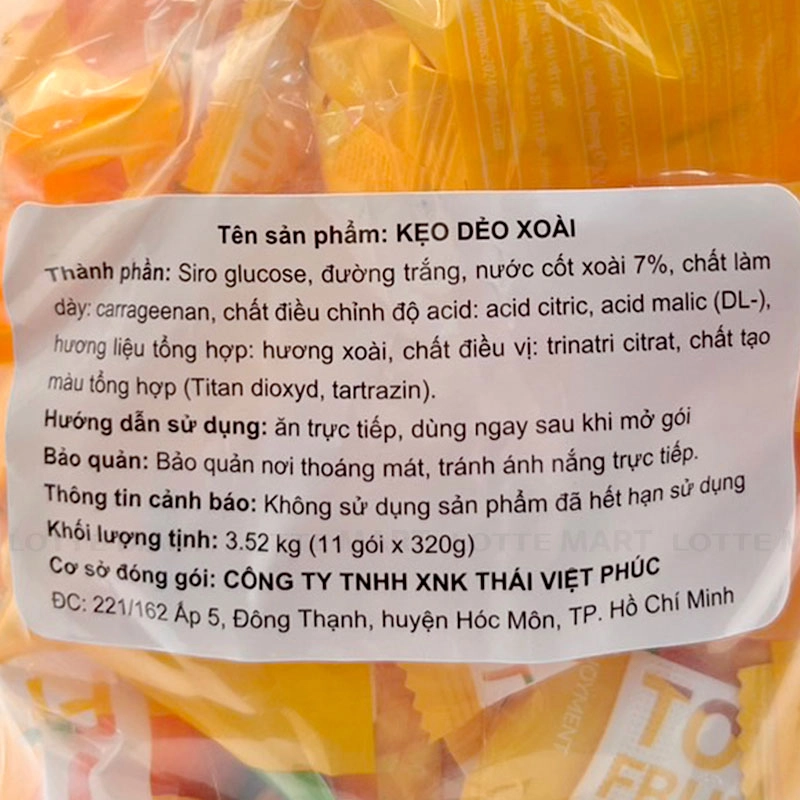 Tên sản phẩm: KẸO DẺO XOÀI
Thành phần: Siro glucose, đường trắng, nước cốt xoài 7%, chất làm
dày: carrageenan, chất điều chỉnh độ acid: acid citric, acid malic (DL-),
hương liệu tổng hợp: hương xoài, chất điều vị: trinatri citrat, chất tạo
màu tổng hợp (Titan dioxyd, tartrazin).
Hướng dẫn sử dụng: ăn trực tiếp, dùng ngay sau khi mở gói
Bảo quản: Bảo quản nơi thoáng mát, tránh ánh nắng trực tiếp.
Thông tin cảnh báo: Không sử dụng sản phẩm đã hết hạn sử dụng
Khối lượng tịnh: 3.52 kg (11 gói x 320g)
LOTTE MART LOTTE
Cơ sở đóng gói: CÔNG TY TNHH XNK THÁI VIỆT PHÚC
ĐC: 221/162 Ấp 5, Đông Thạnh, huyện Hóc Môn, TP. Hồ Chí Minh